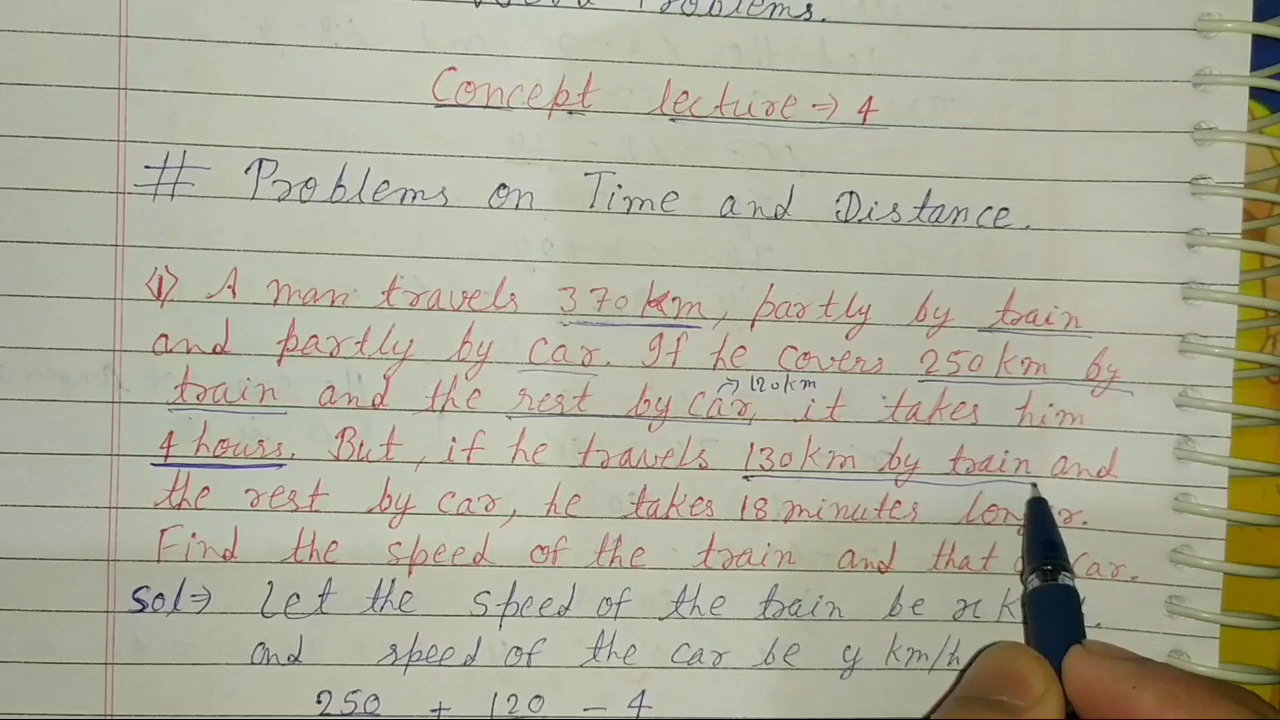 Problems.
Concept lecture ⇒ 4
# Problems on Time and Distance.
(1) A man travels 370 km, partly by train
and partly by car. If he covers 250 km by
→ 120 km
train and the rest by car, it takes him
4 hours. But, if he travels 130 km by train and
the rest by car, he takes 18 minutes longer.
Find the speed of the train and that car.
Sol ⇒ Let the speed of the train be x k
and speed of the car be y km/h
250 + 120 = 4